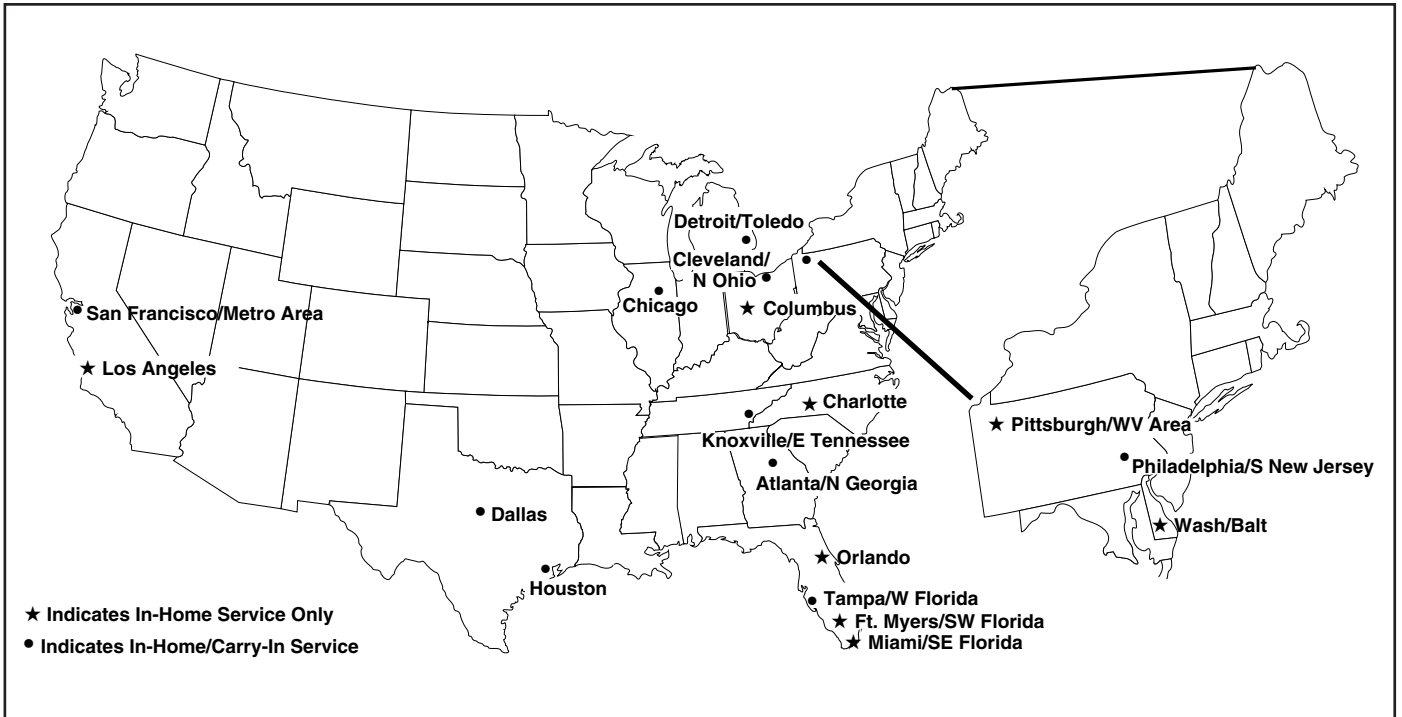 Detroit/Toledo
Cleveland/
N Ohio
Chicago
Columbus
San Francisco/Metro Area
Los Angeles
Charlotte
Knoxville/E Tennessee
Atlanta/N Georgia
Pittsburgh/WV Area
Philadelphia/S New Jersey
Wash/Balt
Dallas
Houston
Orlando
Tampa/W Florida
Ft. Myers/SW Florida
Miami/SE Florida
Indicates In-Home Service Only
Indicates In-Home/Carry-In Service